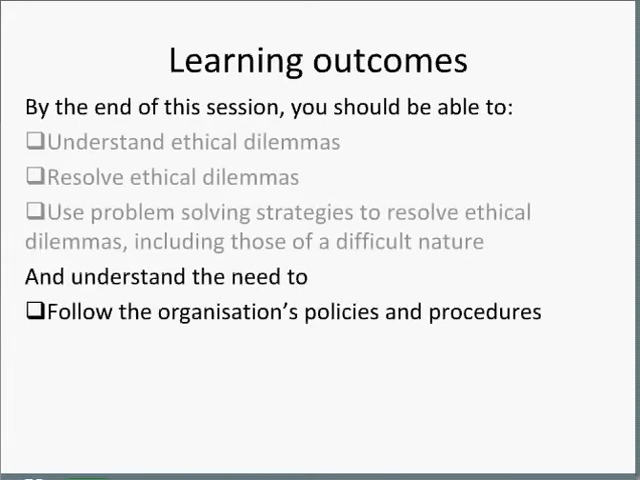 Learning outcomes
By the end of this session, you should be able to:
❑Understand ethical dilemmas
❑Resolve ethical dilemmas
❑Use problem solving strategies to resolve ethical
dilemmas, including those of a difficult nature
And understand the need to
❑Follow the organisation’s policies and procedures